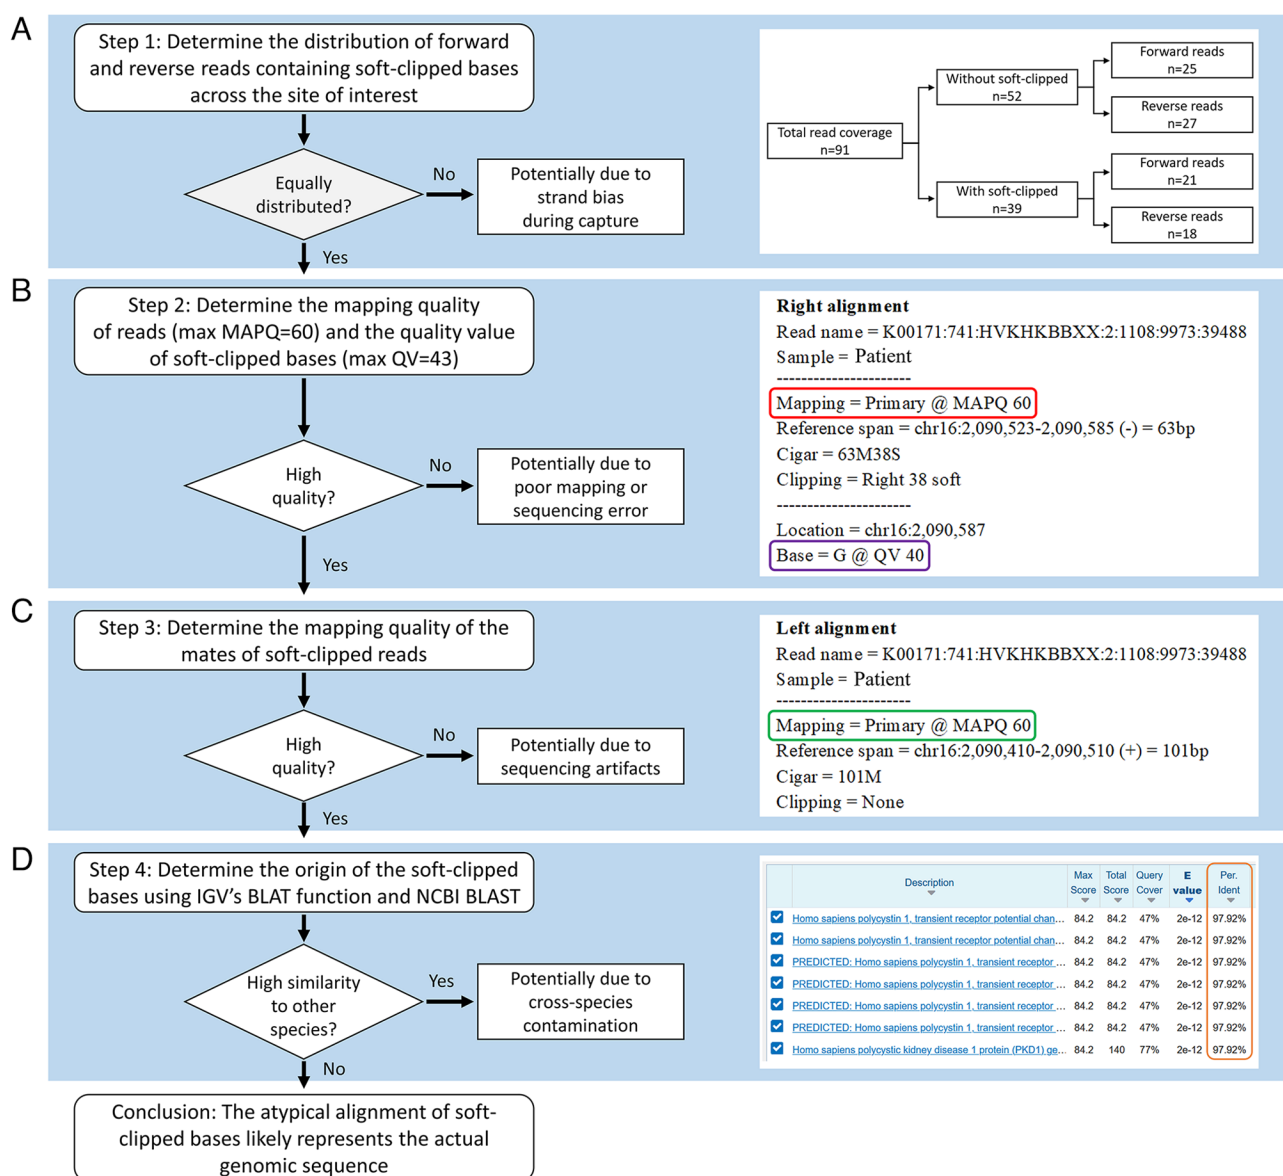 A
Step 1: Determine the distribution of forward
and reverse reads containing soft-clipped bases
across the site of interest
Equally
distributed?
No
Potentially due to
strand bias
during capture
Yes
Total read coverage
n=91
Without soft-clipped
n=52
With soft-clipped
n=39
Forward reads
n=25
Reverse reads
n=27
Forward reads
n=21
Reverse reads
n=18
B
Step 2: Determine the mapping quality
of reads (max MAPQ=60) and the quality value
of soft-clipped bases (max QV=43)
High
quality?
No
Potentially due to
poor mapping or
sequencing error
Yes
Right alignment
Read name = K00171:741:HVKHKBBXX:2:1108:9973:39488
Sample = Patient
----------------------
Mapping = Primary @ MAPQ 60
Reference span = chr16:2,090,523-2,090,585 (-) = 63bp
Cigar = 63M38S
Clipping = Right 38 soft
----------------------
Location = chr16:2,090,587
Base = G @ QV 40
C
Step 3: Determine the mapping quality of the
mates of soft-clipped reads
High
quality?
No
Potentially due to
sequencing artifacts
Yes
Left alignment
Read name = K00171:741:HVKHKBBXX:2:1108:9973:39488
Sample = Patient
----------------------
Mapping = Primary @ MAPQ 60
Reference span = chr16:2,090,410-2,090,510 (+) = 101bp
Cigar = 101M
Clipping = None
D
Step 4: Determine the origin of the soft-clipped
bases using IGV's BLAT function and NCBI BLAST
High similarity
to other
species?
Yes
Potentially due to
cross-species
contamination
No
Description Max Score Total Score Query Cover E value Per. Ident
Homo sapiens polycystin 1, transient receptor potential chan... 84.2 84.2 47% 2e-12 97.92%
Homo sapiens polycystin 1, transient receptor potential chan... 84.2 84.2 47% 2e-12 97.92%
PREDICTED: Homo sapiens polycystin 1, transient receptor ... 84.2 84.2 47% 2e-12 97.92%
PREDICTED: Homo sapiens polycystin 1, transient receptor ... 84.2 84.2 47% 2e-12 97.92%
PREDICTED: Homo sapiens polycystin 1, transient receptor ... 84.2 84.2 47% 2e-12 97.92%
PREDICTED: Homo sapiens polycystin 1, transient receptor ... 84.2 84.2 47% 2e-12 97.92%
Homo sapiens polycystic kidney disease 1 protein (PKD1) ge... 84.2 140 77% 2e-12 97.92%
Conclusion: The atypical alignment of soft-
clipped bases likely represents the actual
genomic sequence